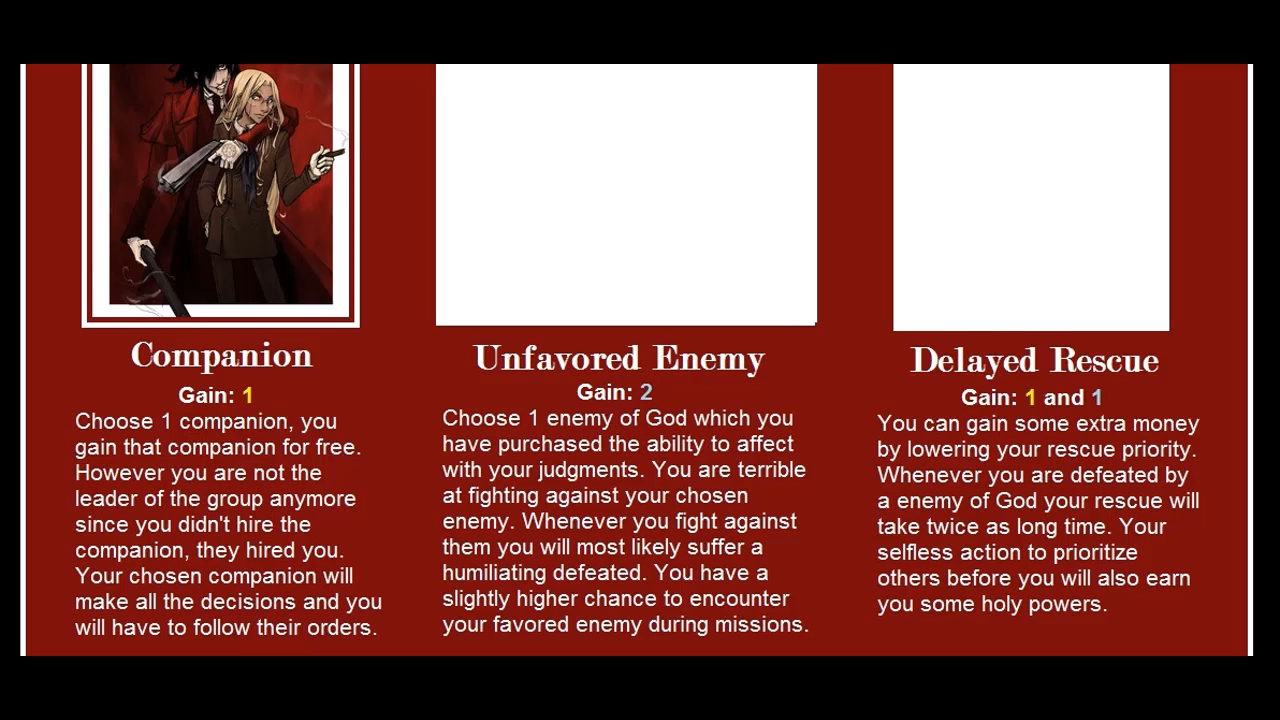 Companion
Gain: 1
Choose 1 companion, you
gain that companion for free.
However you are not the
leader of the group anymore
since you didn't hire the
companion, they hired you.
Your chosen companion will
make all the decisions and you
will have to follow their orders.
Unfavored Enemy
Gain: 2
Choose 1 enemy of God which you
have purchased the ability to affect
with your judgments. You are terrible
at fighting against your chosen
enemy. Whenever you fight against
them you will most likely suffer a
humiliating defeated. You have a
slightly higher chance to encounter
your favored enemy during missions.
Delayed Rescue
Gain: 1 and 1
You can gain some extra money
by lowering your rescue priority.
Whenever you are defeated by
a enemy of God your rescue will
take twice as long time. Your
selfless action to prioritize
others before you will also earn
you some holy powers.